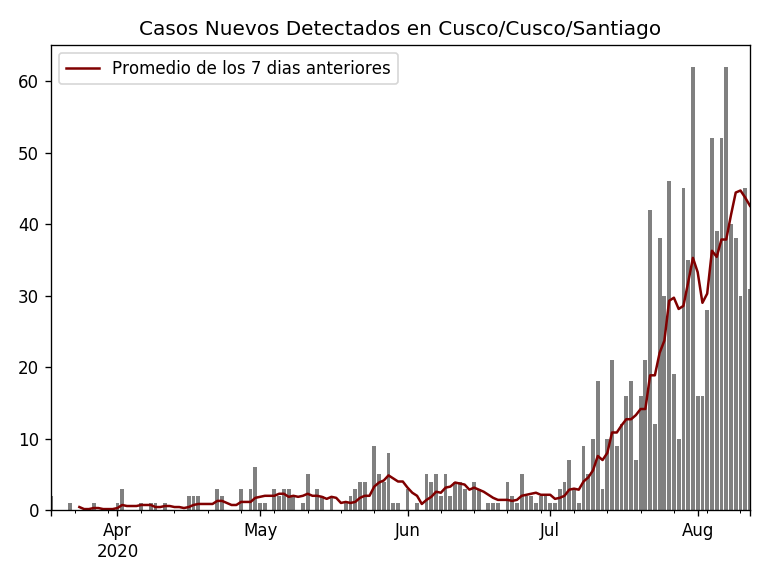 Casos Nuevos Detectados en Cusco/Cusco/Santiago
Promedio de los 7 dias anteriores
60
50
40
30
20
10
0
Apr
2020
May
Jun
Jul
Aug